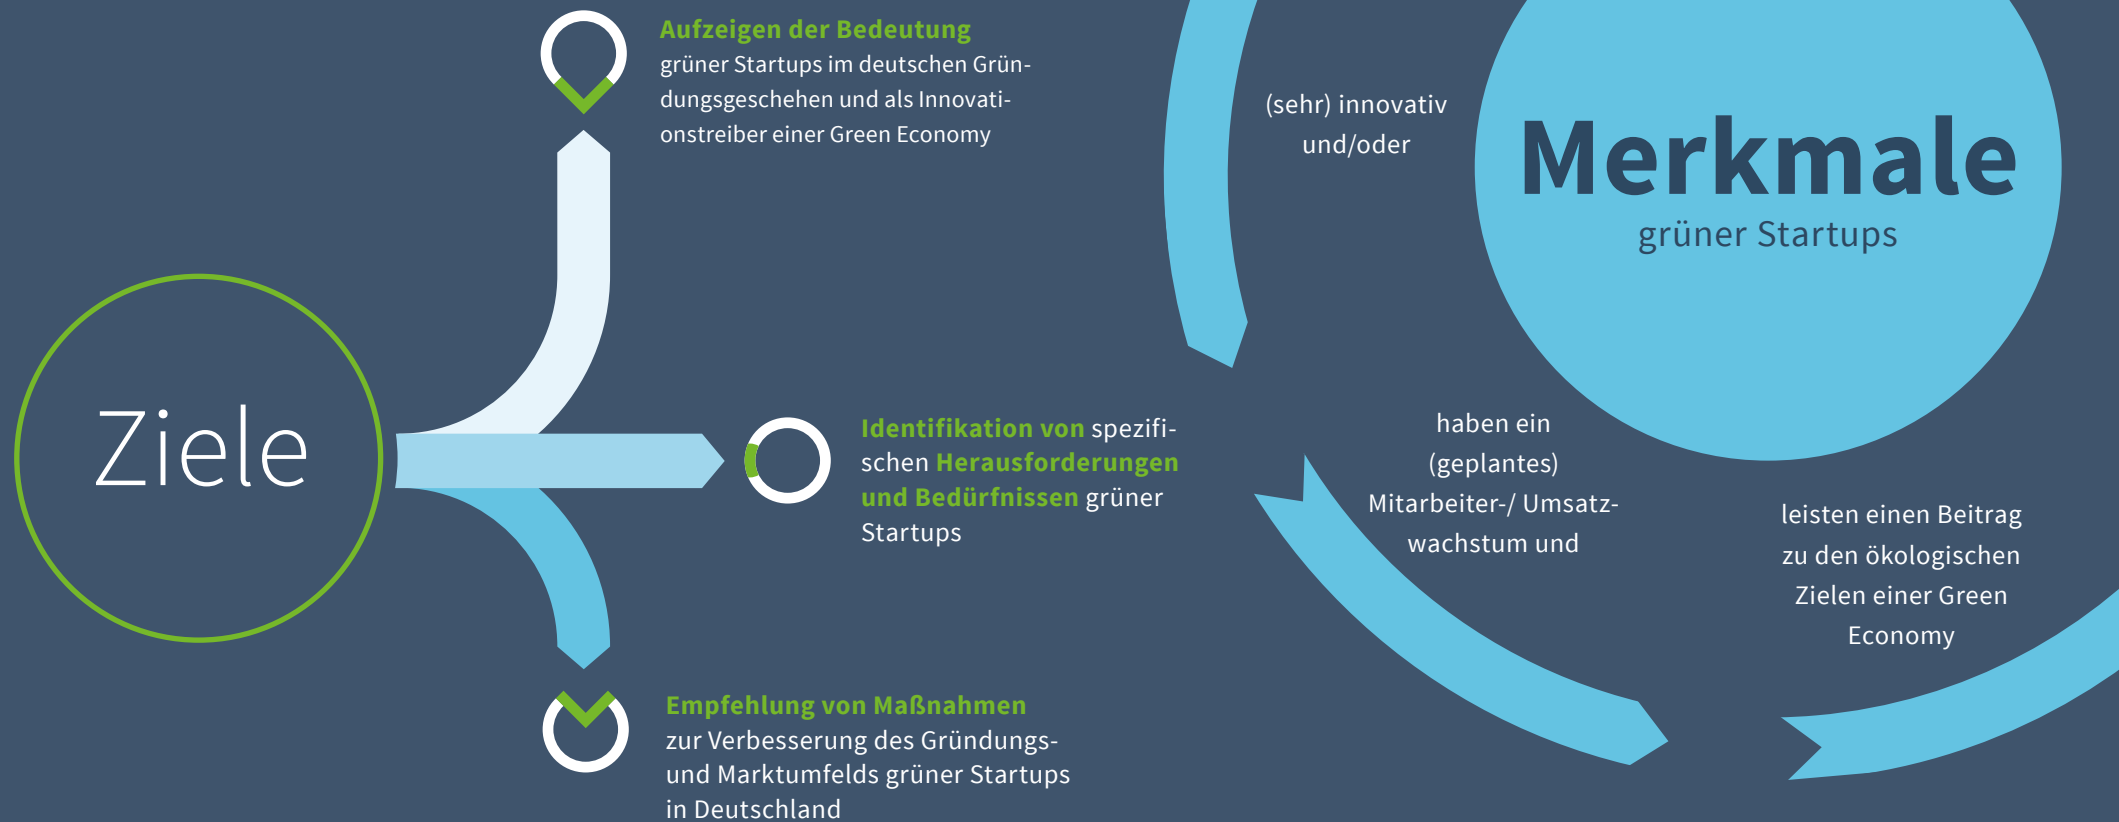 Ziele
Aufzeigen der Bedeutung
grüner Startups im deutschen Grün-
dungsgeschehen und als Innovati-
onstreiber einer Green Economy
Identifikation von spezifi-
schen Herausforderungen
und Bedürfnissen grüner
Startups
Empfehlung von Maßnahmen
zur Verbesserung des Gründungs-
und Marktumfelds grüner Startups
in Deutschland
Merkmale
grüner Startups
(sehr) innovativ
und/oder
haben ein
(geplantes)
Mitarbeiter-/ Umsatz-
wachstum und
leisten einen Beitrag
zu den ökologischen
Zielen einer Green
Economy